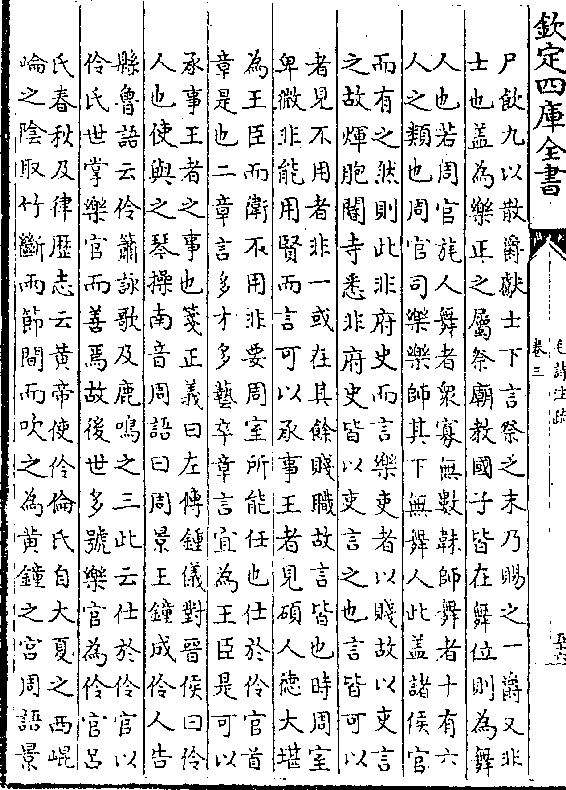 欽定四庫全書
毛詩注疏
卷三
尸飲九以散爵獻士下言祭之末乃賜之一爵又非
士也盖為樂正之屬祭廟教國子皆在舞位則為舞
人也若周官旄人舞者衆寡無數韎師舞者十有六
人之類也周官司樂樂師其下無舞人此盖諸侯官
而有之然則此非府史而言樂吏者以賤故以吏言
之故煇胞閽寺悉非府史皆以吏言之也言皆可以
者見不用者非一或在其餘賤職故言皆也時周室
卑微非能用賢而言可以承事王者見碩人德大堪
為王臣而衛不用非要周室所能任也仕於伶官首
章是也二章言多才多藝卒章言宜為王臣是可以
承事王者之事也箋正義曰左傳鍾儀對晉侯曰伶
人也使與之琴操南音周語曰周景王鐘成伶人告
縣魯語云伶簫詠歌及鹿鳴之三此云仕於伶官以
伶氏世掌樂官而善焉故後世多號樂官為伶官呂
氏春秋及律歴志云黃帝使伶倫氏自大夏之西崐
崘之陰取竹斷兩節間而吹之為黃鐘之宫周語景